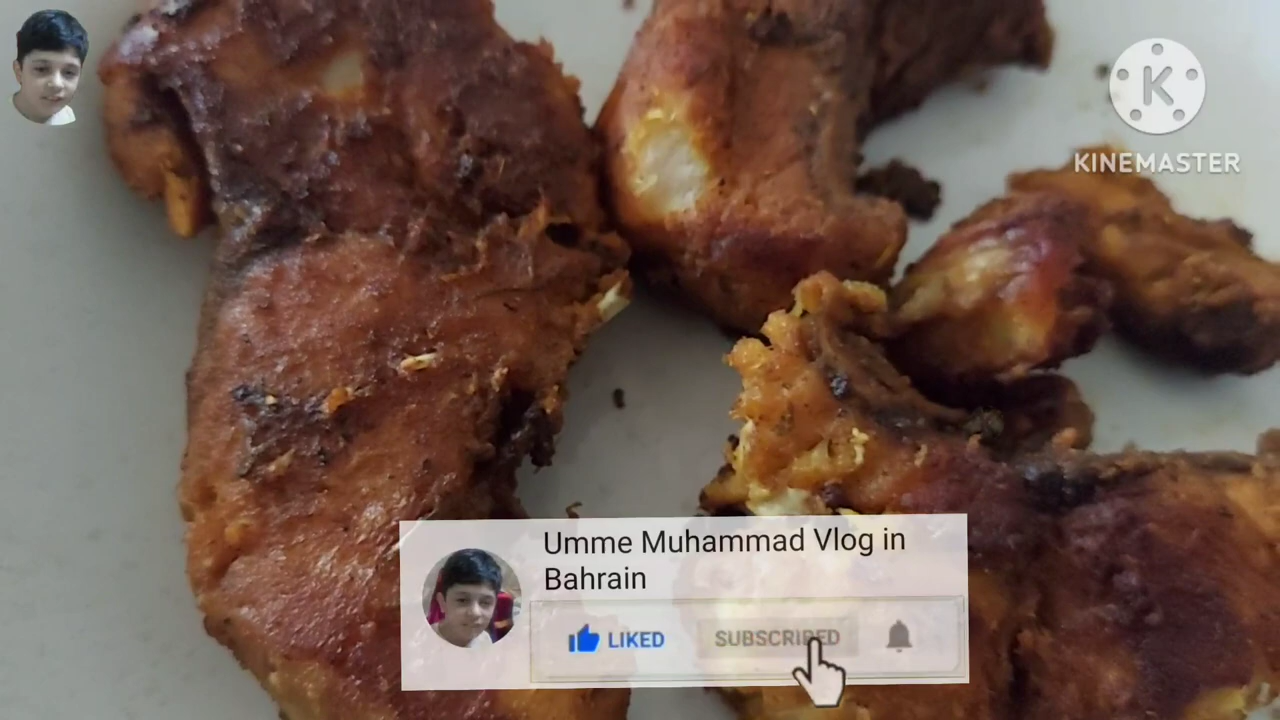 K
KINEMASTER
Umme Muhammad Vlog in
Bahrain
LIKED
SUBSCRIBED